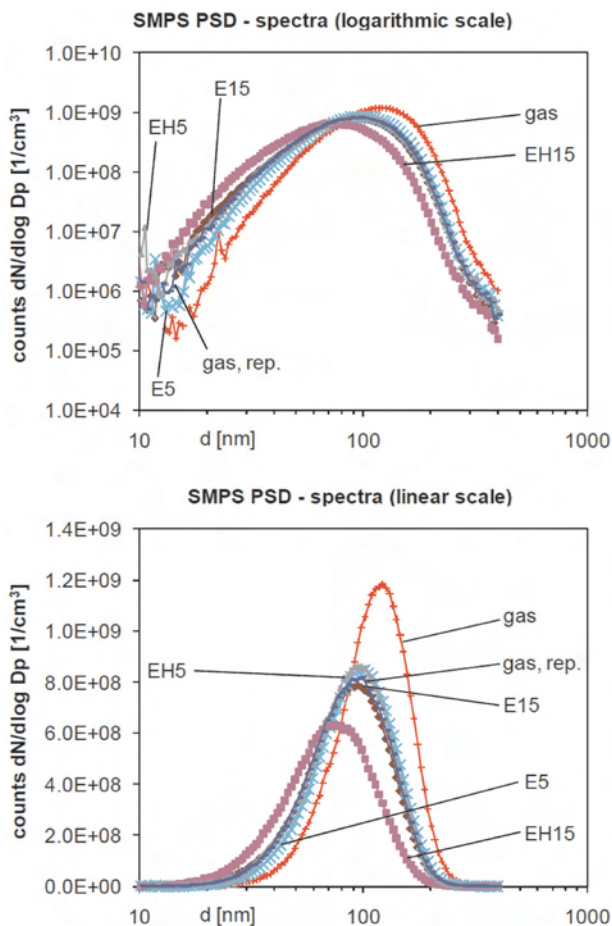 SMPS PSD - spectra (logarithmic scale)
counts dN/dlog Dp [1/cm³]
1.0E+10
1.0E+09
1.0E+08
1.0E+07
1.0E+06
1.0E+05
1.0E+04
E15
EH5
gas
EH15
gas, rep.
E5
10 d [nm] 100 1000
SMPS PSD - spectra (linear scale)
counts dN/dlog Dp [1/cm³]
1.4E+09
1.2E+09
1.0E+09
8.0E+08
6.0E+08
4.0E+08
2.0E+08
0.0E+00
gas
EH5
gas, rep.
E15
E5
EH15
10 d [nm] 100 1000